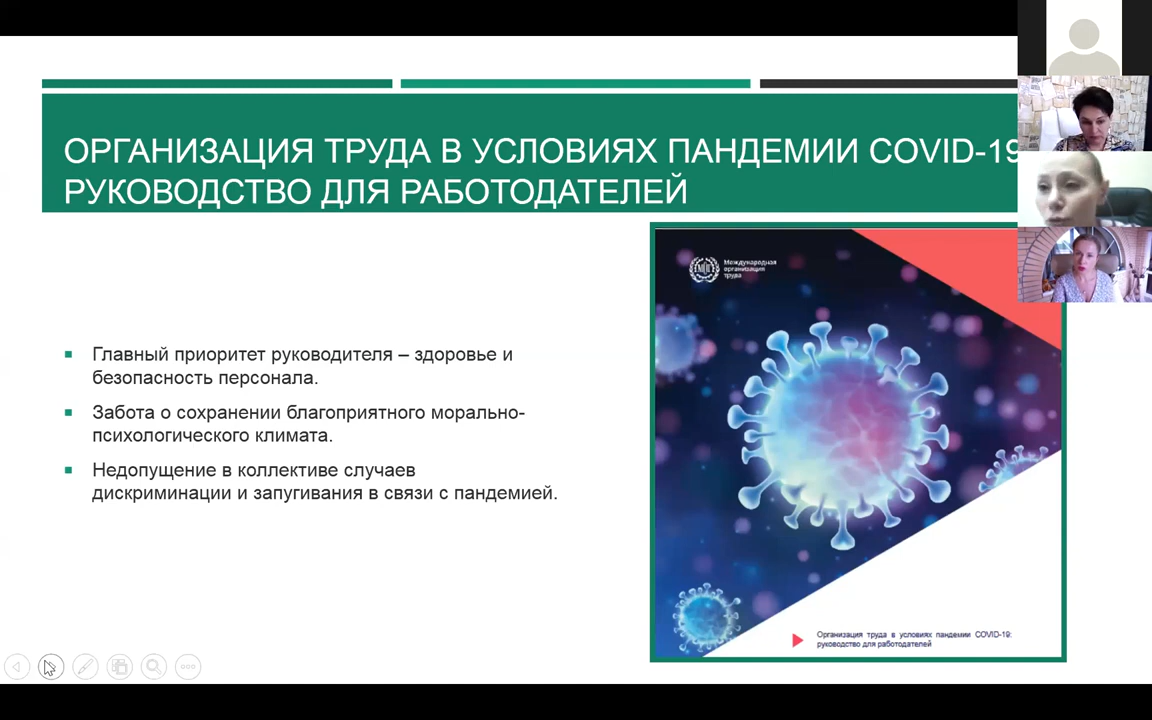 ОРГАНИЗАЦИЯ ТРУДА В УСЛОВИЯХ ПАНДЕМИИ COVID-19
РУКОВОДСТВО ДЛЯ РАБОТОДАТЕЛЕЙ
Международная
организация
труда
Главный приоритет руководителя – здоровье и
безопасность персонала.
Забота о сохранении благоприятного морально-
психологического климата.
Недопущение в коллективе случаев
дискриминации и запугивания в связи с пандемией.
Организация труда в условиях пандемии COVID-19:
руководство для работодателей